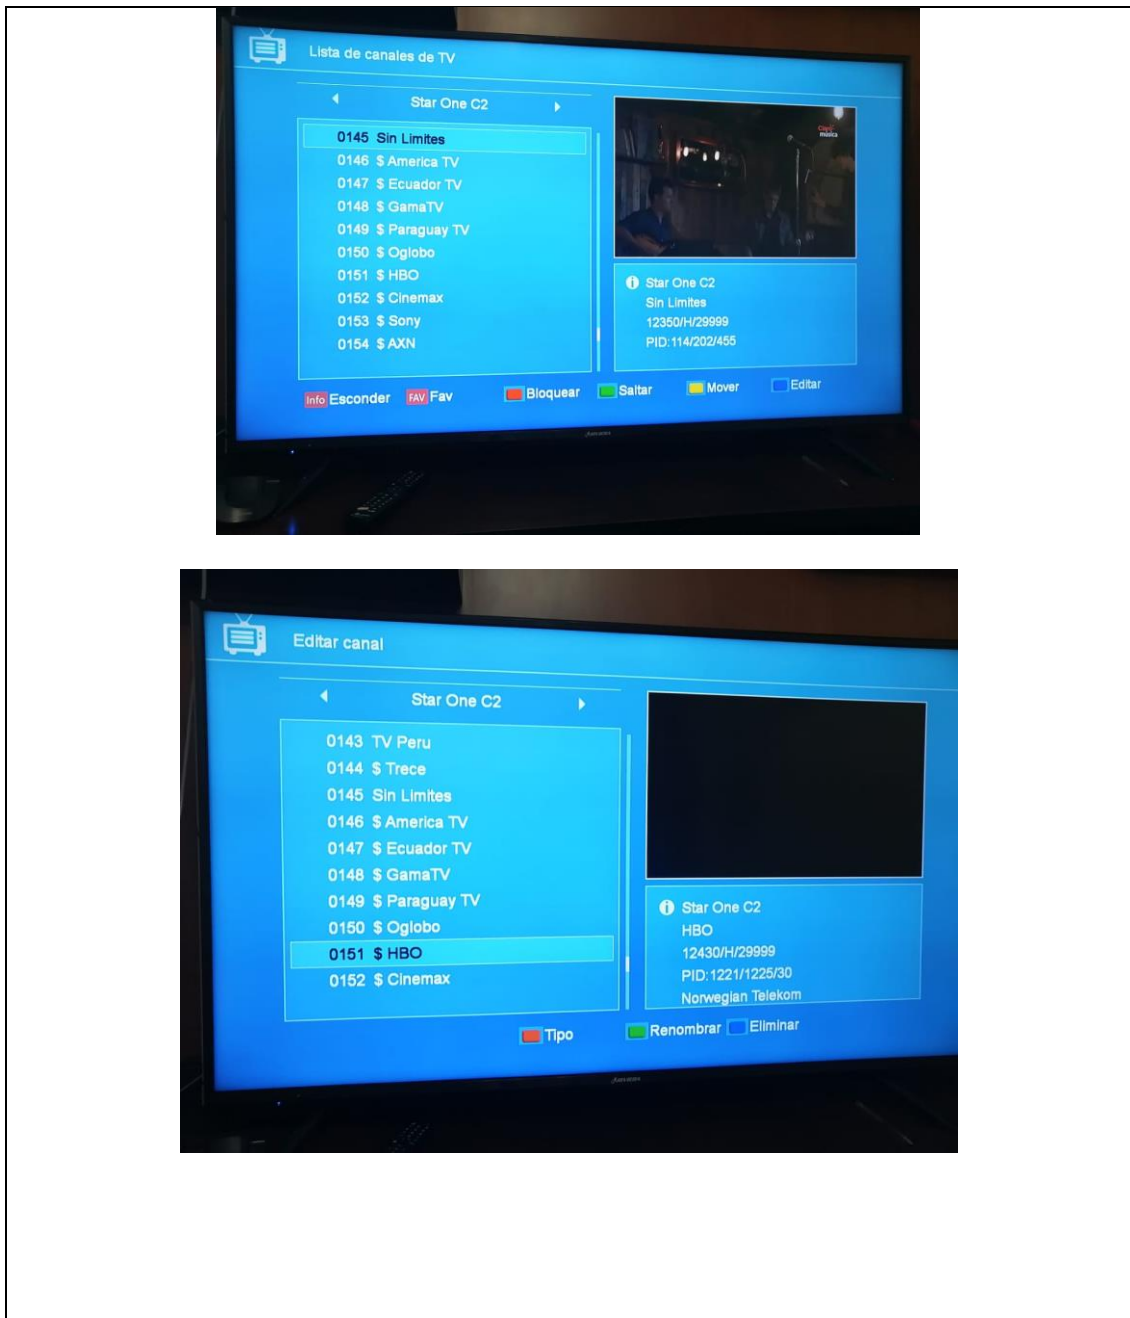 Lista de canales de TV
Star One C2
0145 Sin Limites
0146 $ America TV
0147 $ Ecuador TV
0148 $ GamaTV
0149 $ Paraguay TV
0150 $ Oglobo
0151 $ HBO
0152 $ Cinemax
0153 $ Sony
0154 $ AXN
Claro
música
Star One C2
Sin Limites
12350/H/29999
PID:114/202/455
Info Esconder FAV Fav Bloquear Saltar Mover Editar
Editar canal
Star One C2
0143 TV Peru
0144 $ Trece
0145 Sin Limites
0146 $ America TV
0147 $ Ecuador TV
0148 $ GamaTV
0149 $ Paraguay TV
0150 $ Oglobo
0151 $ HBO
0152 $ Cinemax
Star One C2
HBO
12430/H/29999
PID:1221/1225/30
Norwegian Telekom
Tipo Renombrar Eliminar